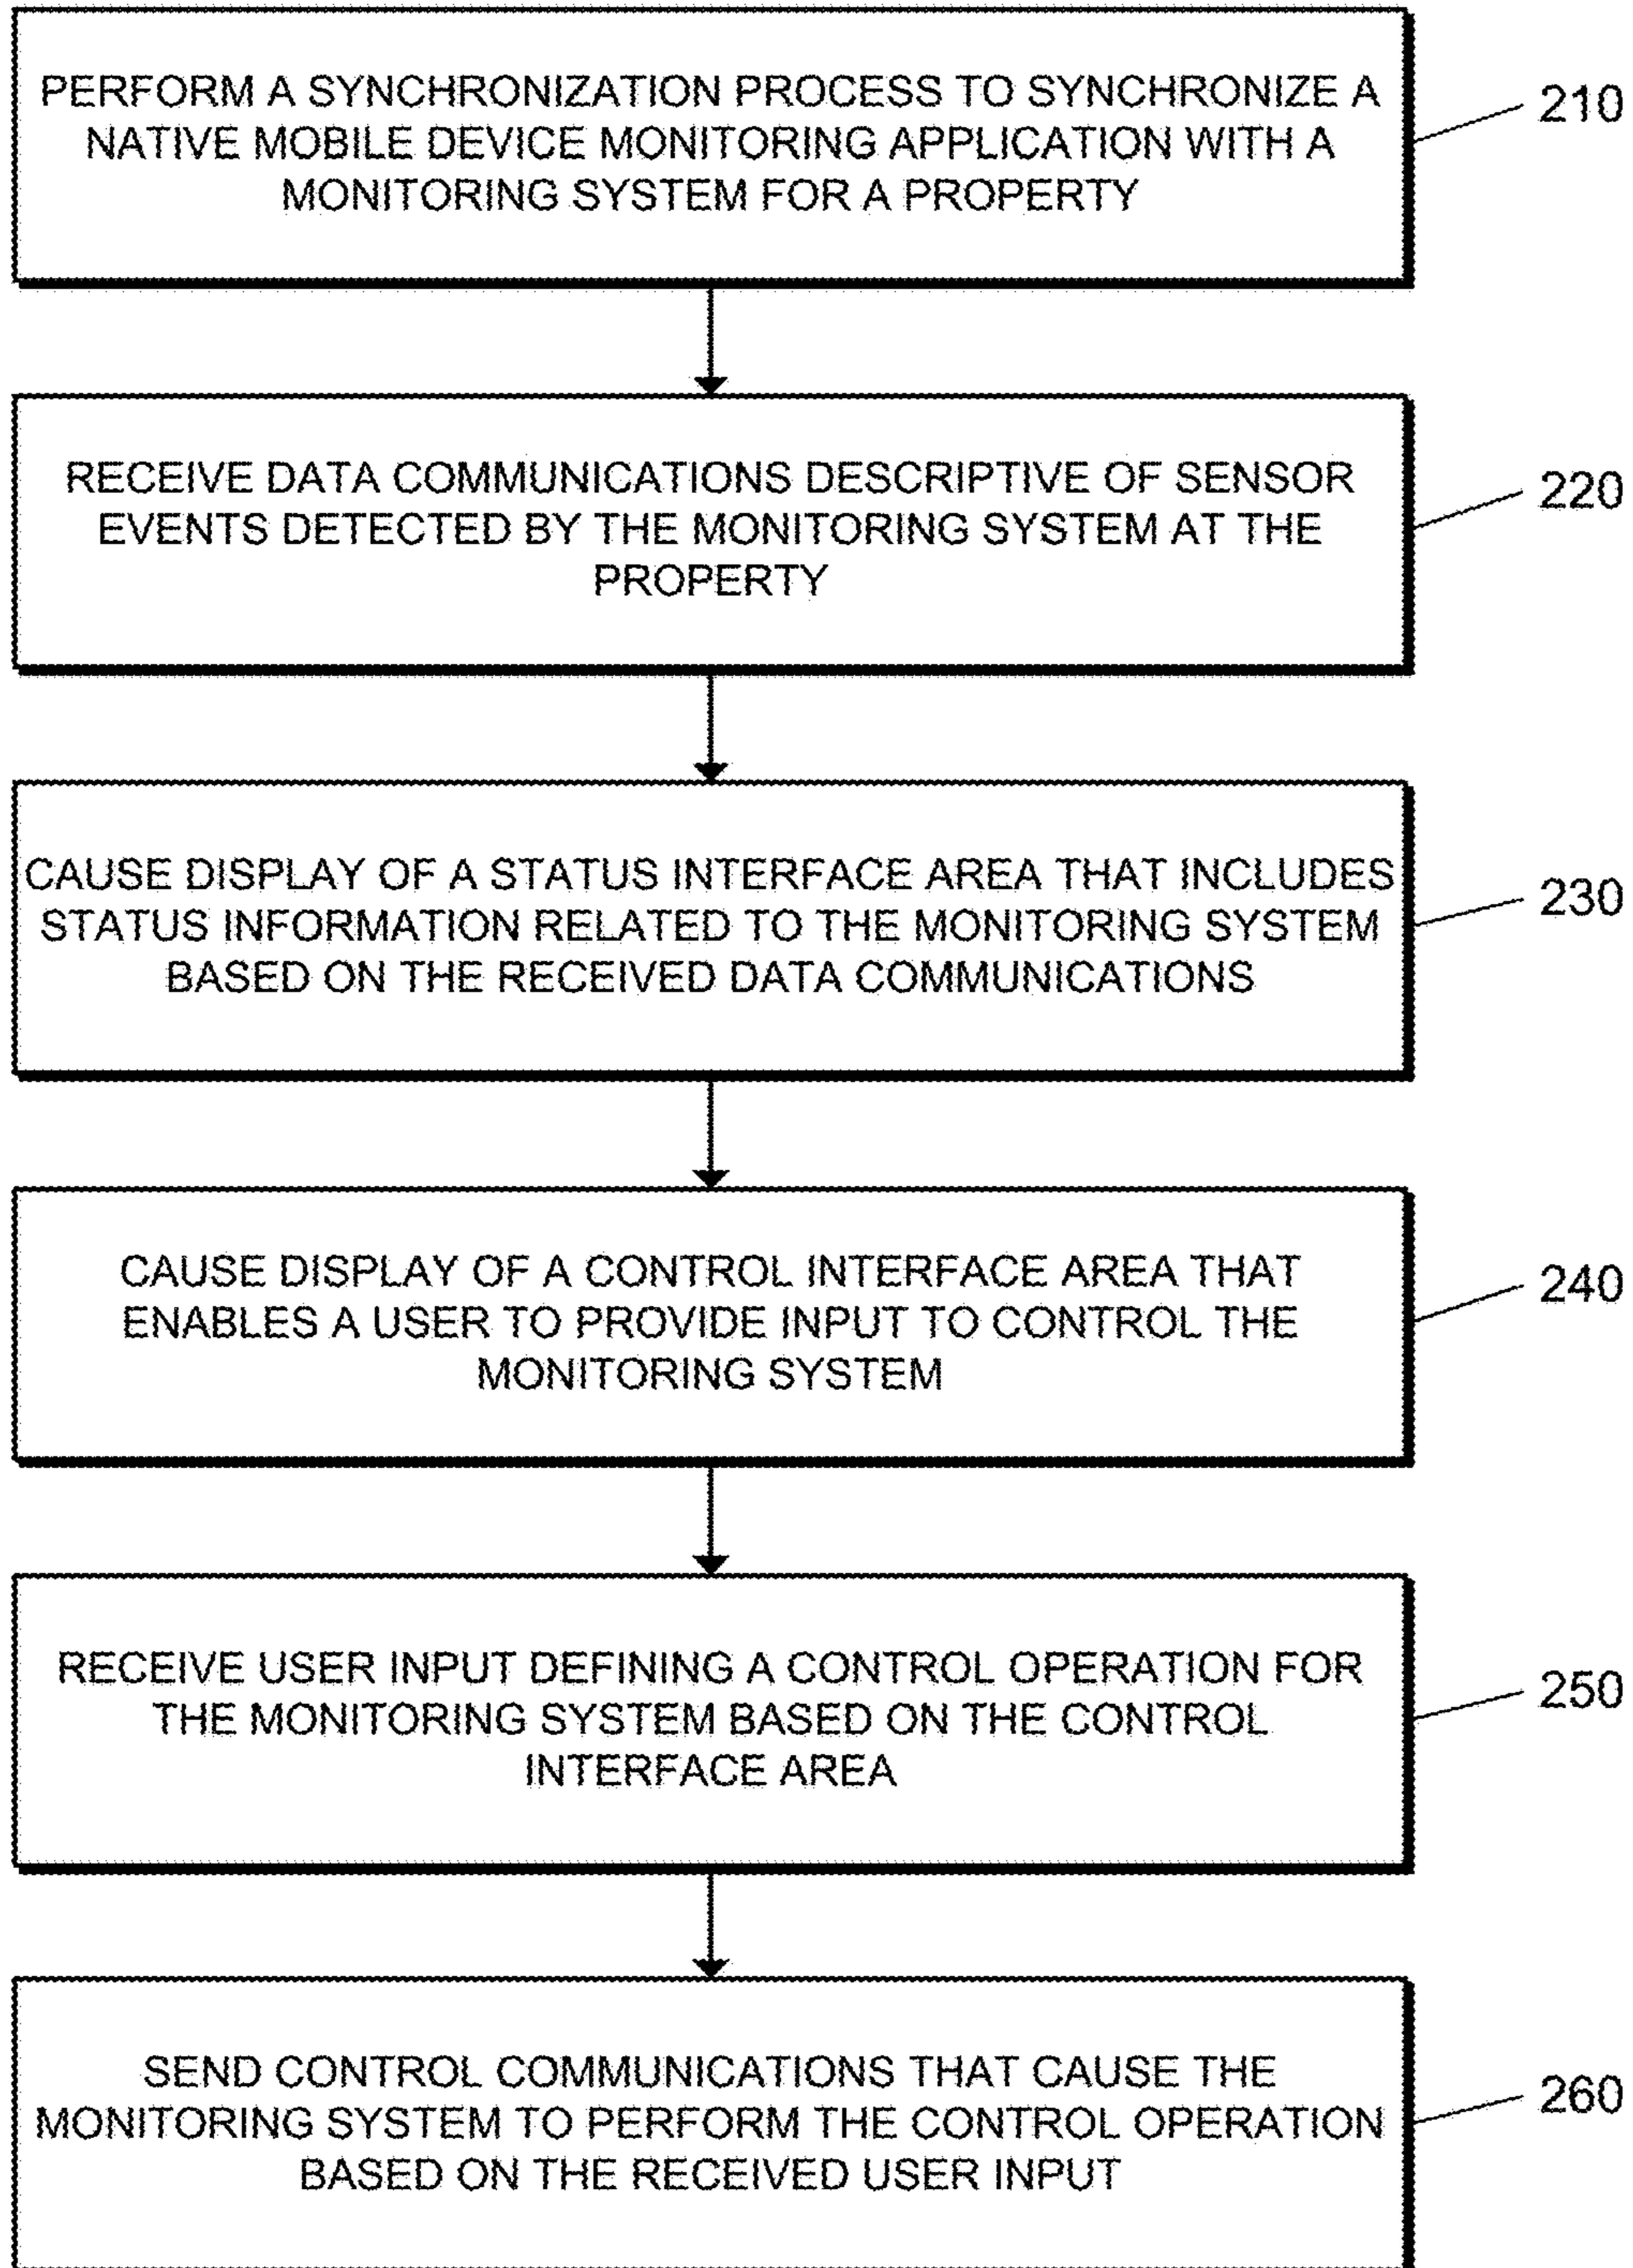 PERFORM A SYNCHRONIZATION PROCESS TO SYNCHRONIZE A
NATIVE MOBILE DEVICE MONITORING APPLICATION WITH A
MONITORING SYSTEM FOR A PROPERTY
210
RECEIVE DATA COMMUNICATIONS DESCRIPTIVE OF SENSOR
EVENTS DETECTED BY THE MONITORING SYSTEM AT THE
PROPERTY
220
CAUSE DISPLAY OF A STATUS INTERFACE AREA THAT INCLUDES
STATUS INFORMATION RELATED TO THE MONITORING SYSTEM
BASED ON THE RECEIVED DATA COMMUNICATIONS
230
CAUSE DISPLAY OF A CONTROL INTERFACE AREA THAT
ENABLES A USER TO PROVIDE INPUT TO CONTROL THE
MONITORING SYSTEM
240
RECEIVE USER INPUT DEFINING A CONTROL OPERATION FOR
THE MONITORING SYSTEM BASED ON THE CONTROL
INTERFACE AREA
250
SEND CONTROL COMMUNICATIONS THAT CAUSE THE
MONITORING SYSTEM TO PERFORM THE CONTROL OPERATION
BASED ON THE RECEIVED USER INPUT
260